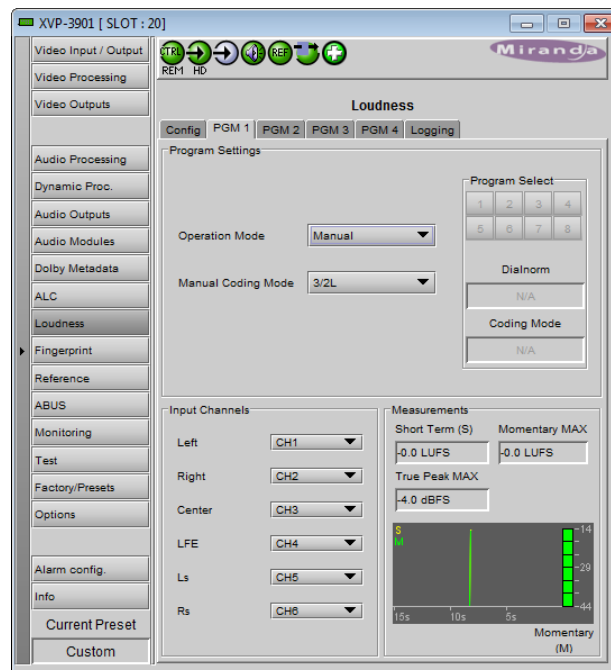 XVP-3901 [ SLOT : 20]
Video Input / Output
Video Processing
Video Outputs
Audio Processing
Dynamic Proc.
Audio Outputs
Audio Modules
Dolby Metadata
ALC
Loudness
Fingerprint
Reference
ABUS
Monitoring
Test
Factory/Presets
Options
Alarm config.
Info
Current Preset
Custom
CTRL REF
REM HD
Miranda
Loudness
Config PGM 1 PGM 2 PGM 3 PGM 4 Logging
Program Settings
Operation Mode Manual
Manual Coding Mode 3/2L
Program Select
1 2 3 4
5 6 7 8
Dialnorm
N/A
Coding Mode
N/A
Input Channels
Left CH1
Right CH2
Center CH3
LFE CH4
Ls CH5
Rs CH6
Measurements
Short Term (S) Momentary MAX
-0.0 LUFS -0.0 LUFS
True Peak MAX
-4.0 dBFS
S
M
-14
-29
-44
15s 10s 5s
Momentary
(M)